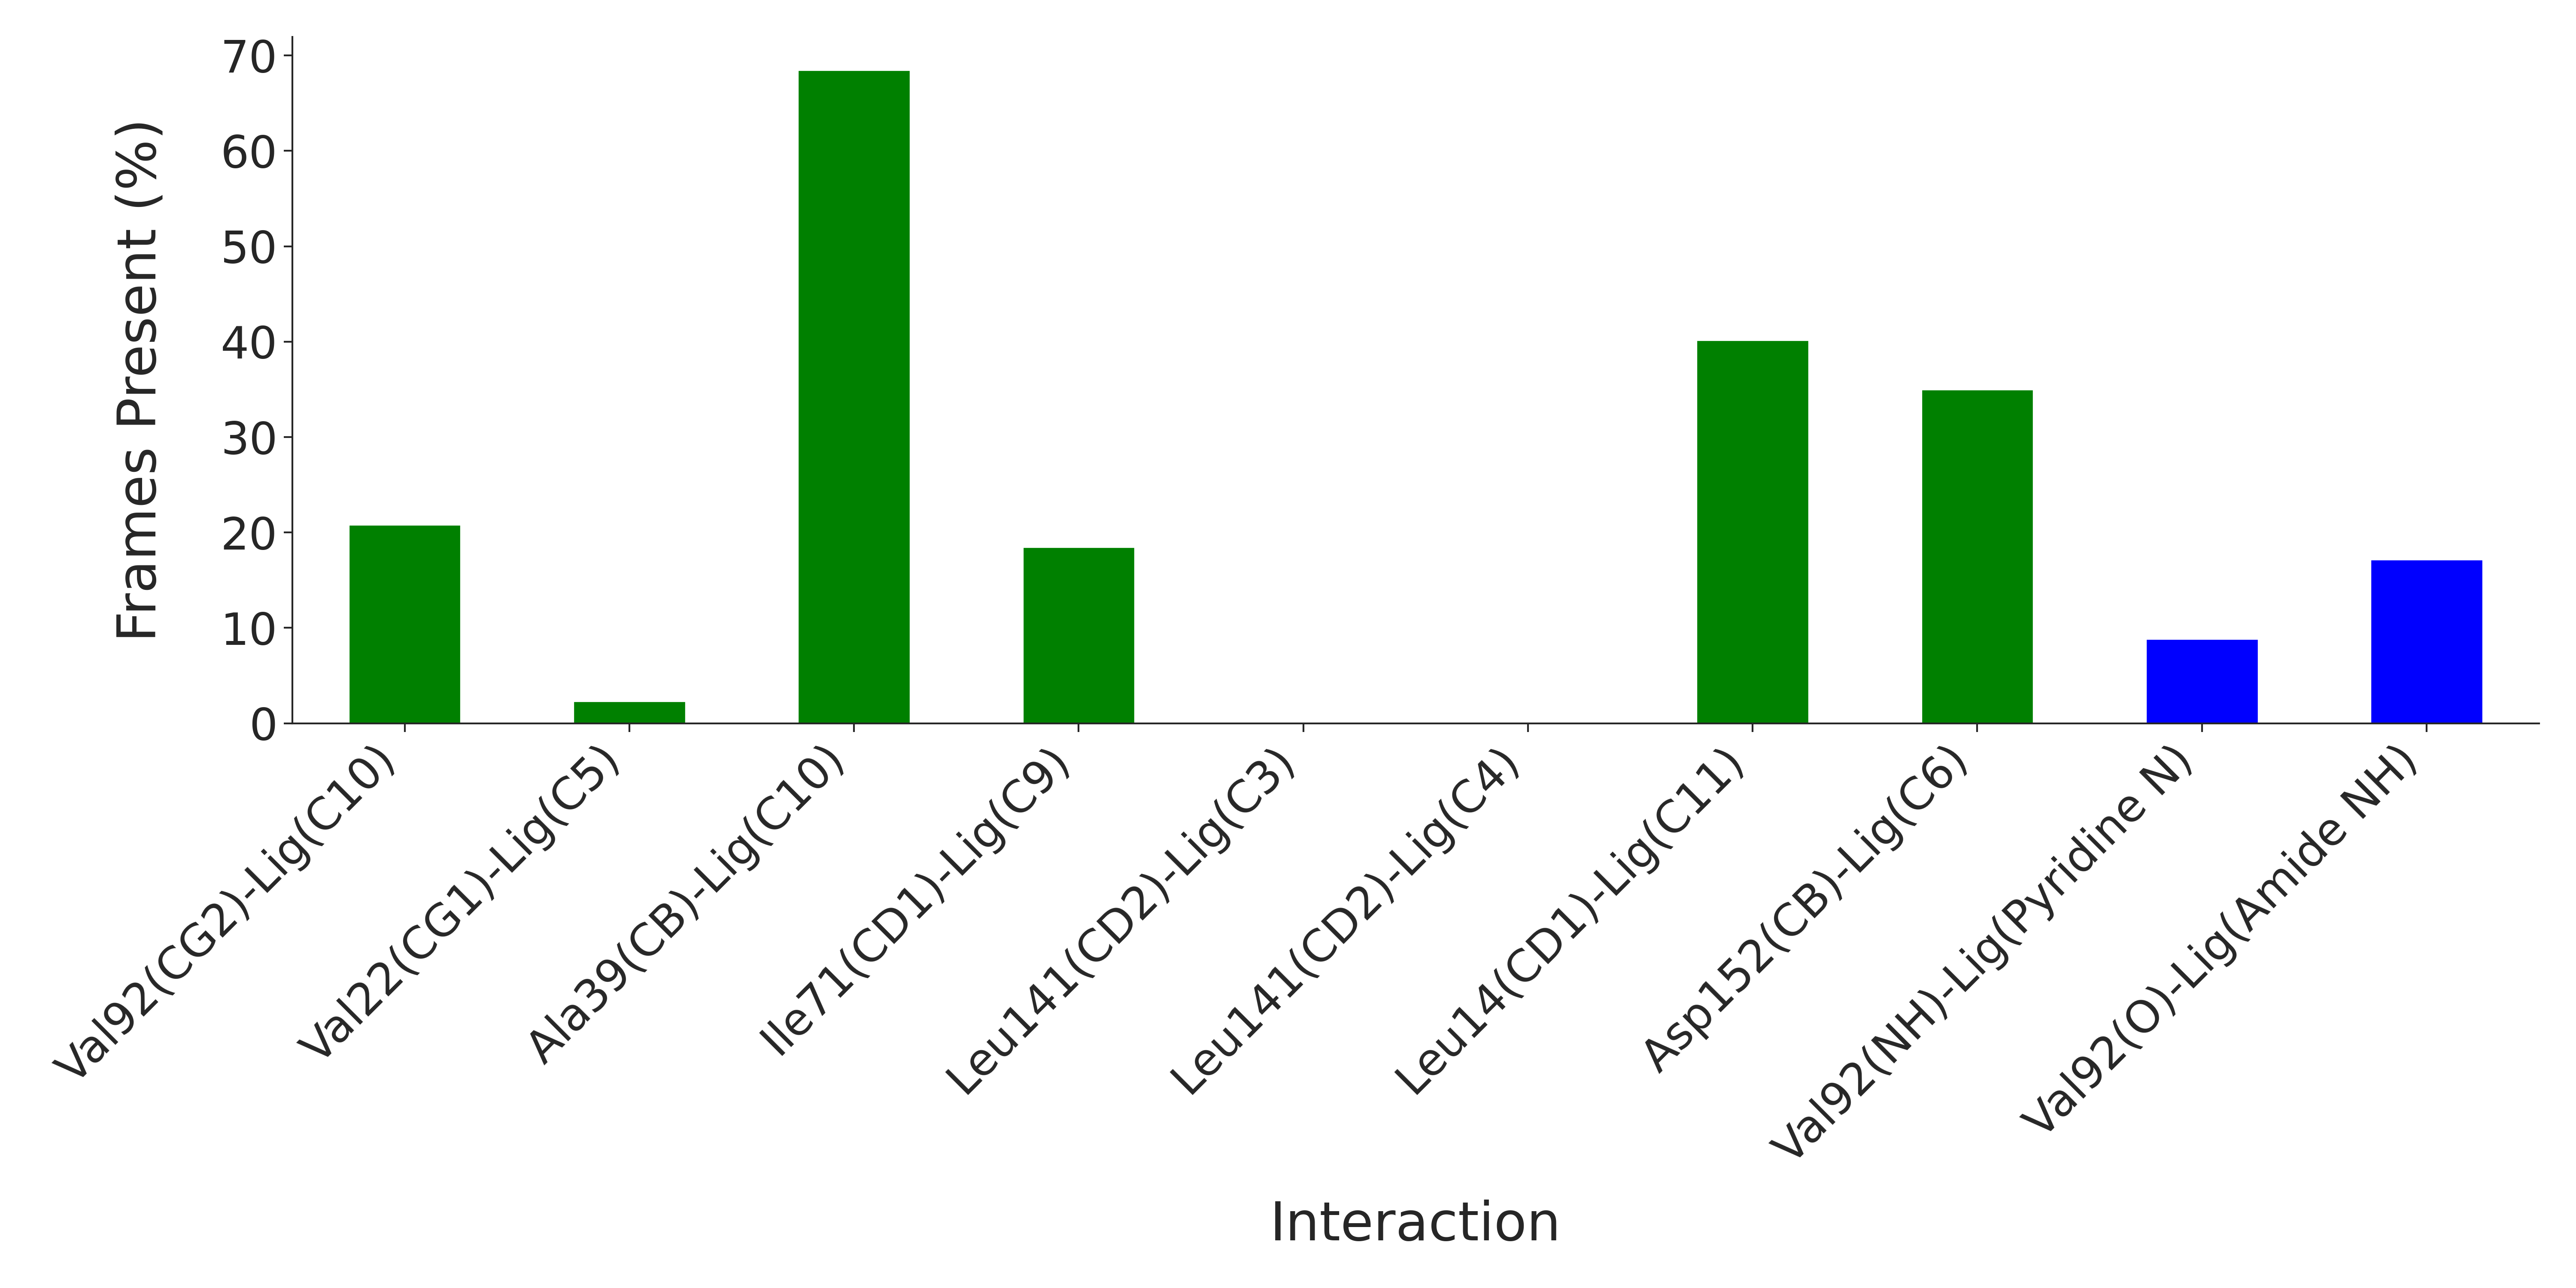 Frames Present (%)
70
60
50
40
30
20
10
0
Val92(CG2)-Lig(C10)
Val22(CG1)-Lig(C5)
Ala39(CB)-Lig(C10)
Ile71(CD1)-Lig(C9)
Leu141(CD2)-Lig(C3)
Leu141(CD2)-Lig(C4)
Leu14(CD1)-Lig(C11)
Asp152(CB)-Lig(C6)
Val92(NH)-Lig(Pyridine N)
Val92(O)-Lig(Amide NH)
Interaction